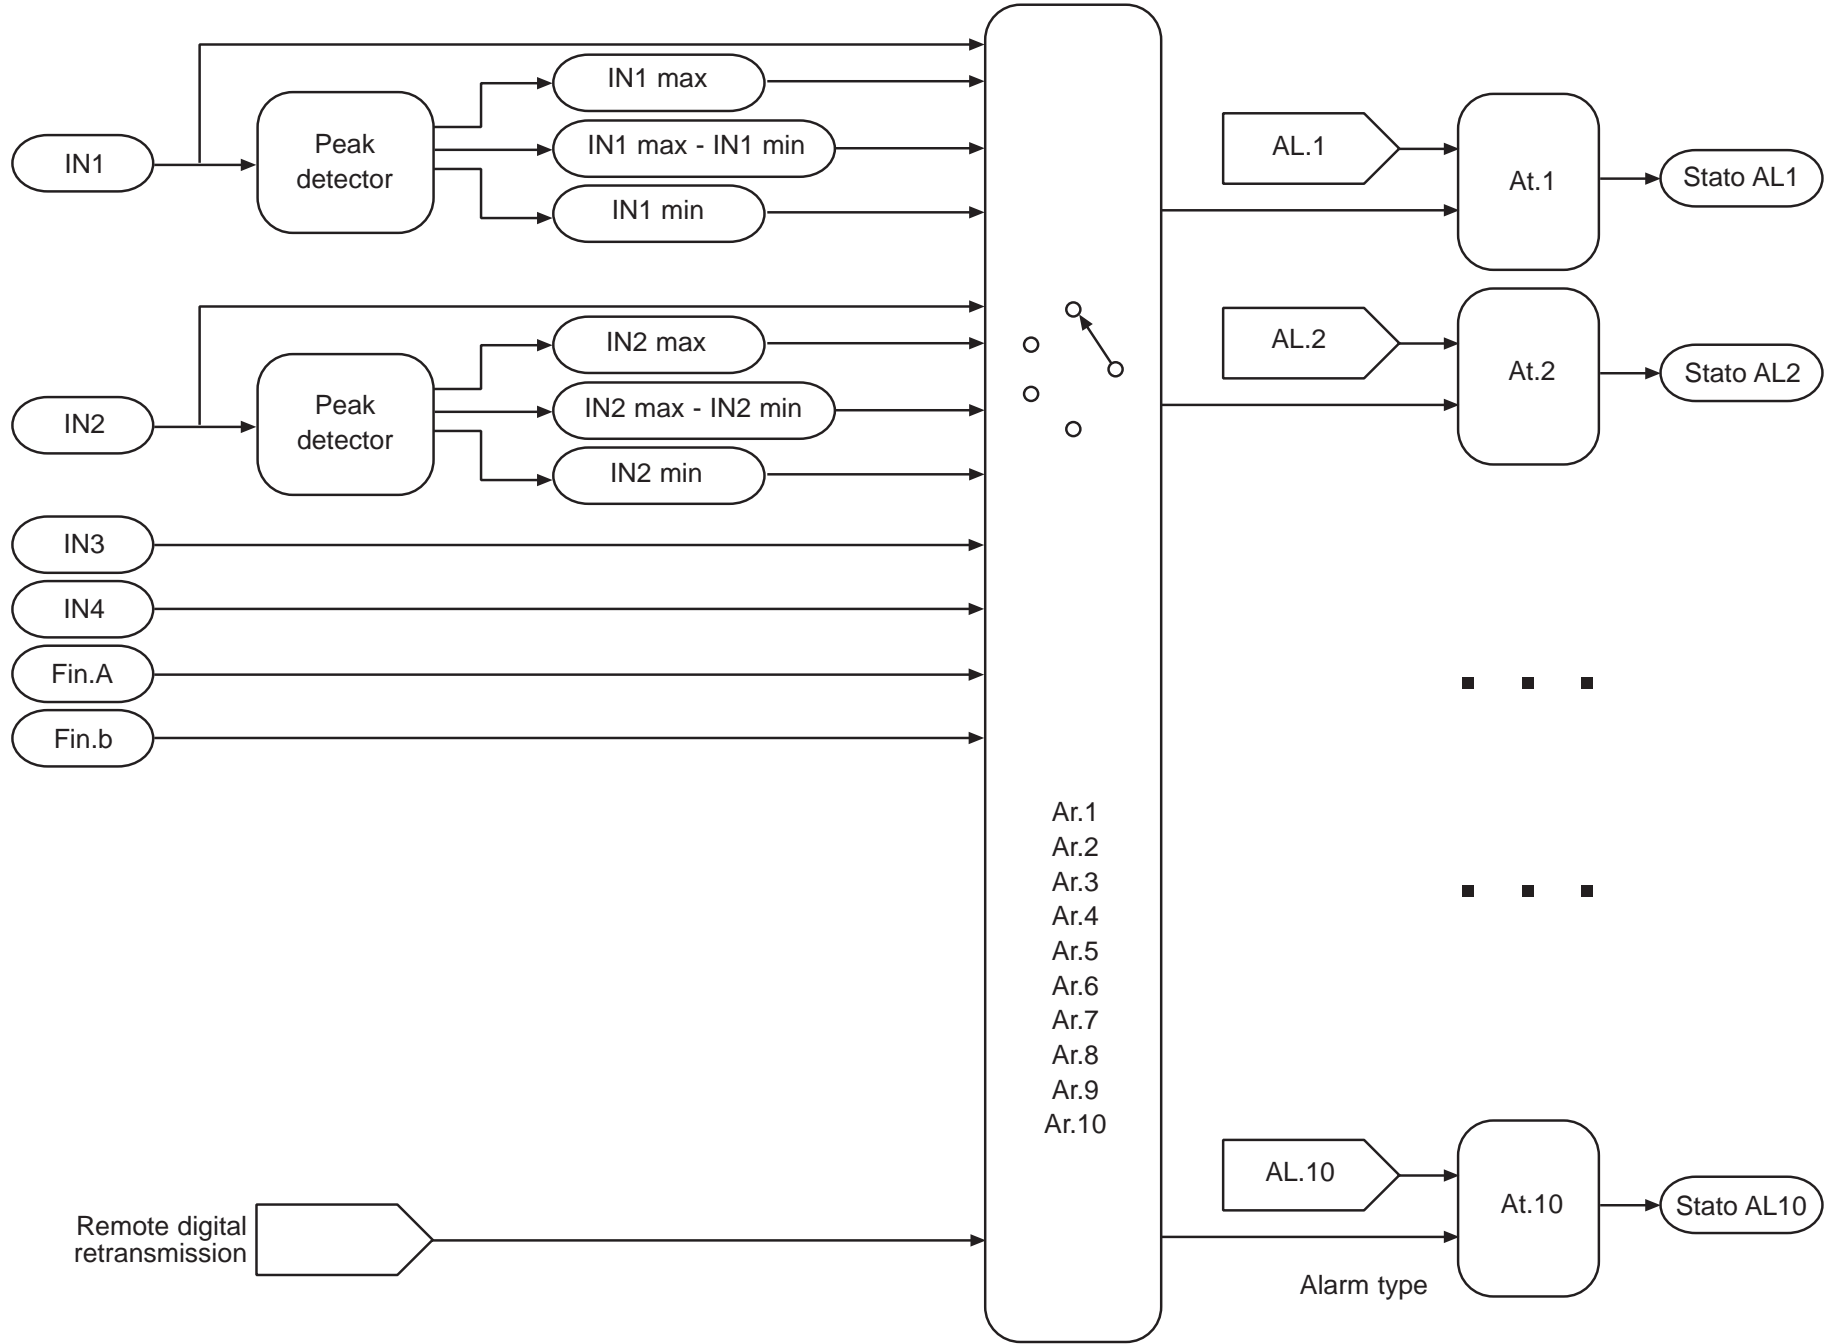 IN1 max
IN1
Peak
detector
IN1 max - IN1 min
IN1 min
AL.1
At.1
Stato AL1
IN2 max
IN2
Peak
detector
IN2 max - IN2 min
IN2 min
AL.2
At.2
Stato AL2
IN3
IN4
Fin.A
Fin.b
Ar.1
Ar.2
Ar.3
Ar.4
Ar.5
Ar.6
Ar.7
Ar.8
Ar.9
Ar.10
AL.10
At.10
Stato AL10
Remote digital
retransmission
Alarm type